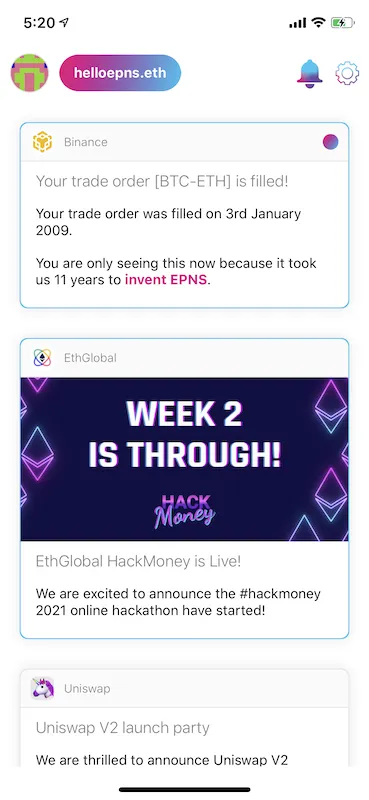 5:20
helloepns.eth
Binance
Your trade order [BTC-ETH] is filled!
Your trade order was filled on 3rd January
2009.
You are only seeing this now because it took
us 11 years to invent EPNS.
EthGlobal
WEEK 2
IS THROUGH!
HACK
Money
EthGlobal HackMoney is Live!
We are excited to announce the #hackmoney
2021 online hackathon have started!
Uniswap
Uniswap V2 launch party
We are thrilled to announce Uniswap V2